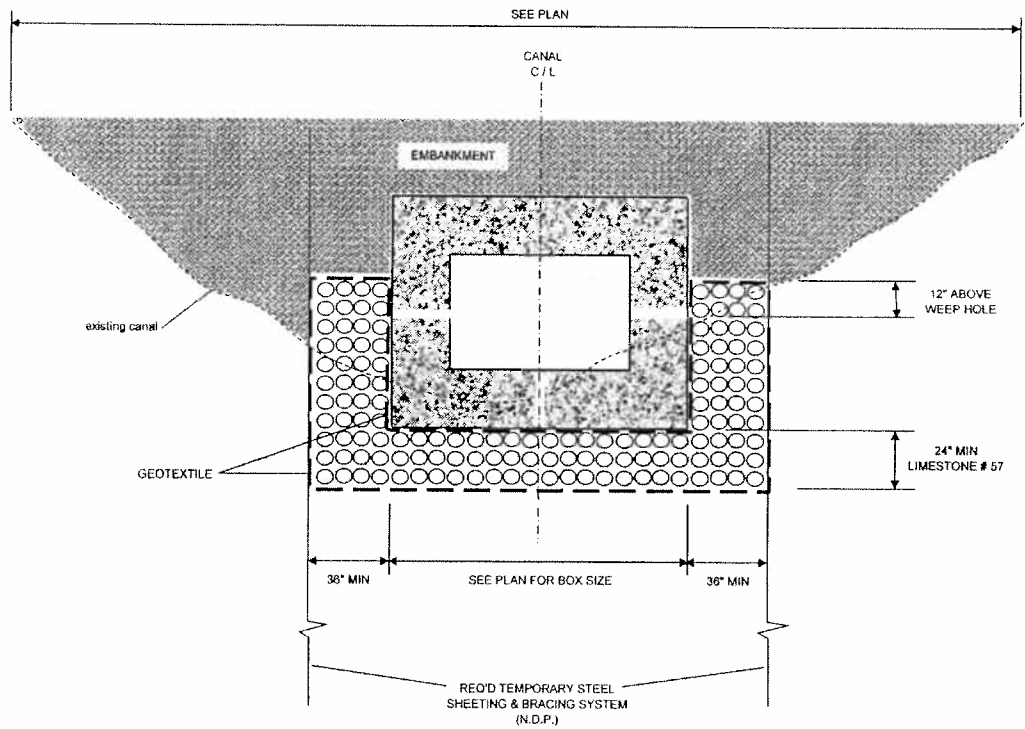 SEE PLAN
CANAL
C / L
EMBANKMENT
12" ABOVE
WEEP HOLE
existing canal
24" MIN
LIMESTONE # 57
GEOTEXTILE
36" MIN
SEE PLAN FOR BOX SIZE
36" MIN
REQ'D TEMPORARY STEEL
SHEETING & BRACING SYSTEM
(N.D.P.)